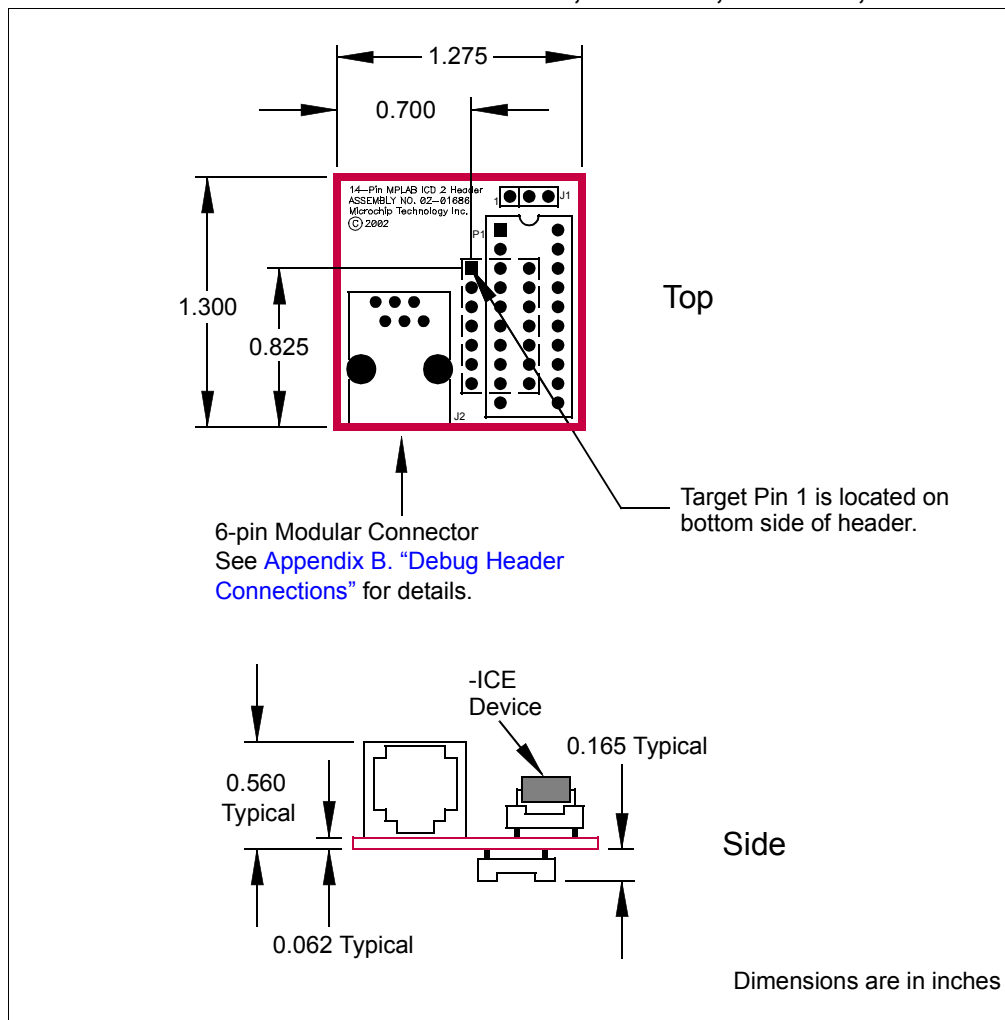 1.275
0.700
14-Pin MPLAB ICD 2 Header
ASSEMBLY NO. 02-01686
Microchip Technology Inc.
© 2002
1
J1
P1
1.300
0.825
Top
J2
Target Pin 1 is located on
bottom side of header.
6-pin Modular Connector
See Appendix B. “Debug Header
Connections” for details.
-ICE
Device
0.165 Typical
0.560
Typical
Side
0.062 Typical
Dimensions are in inches